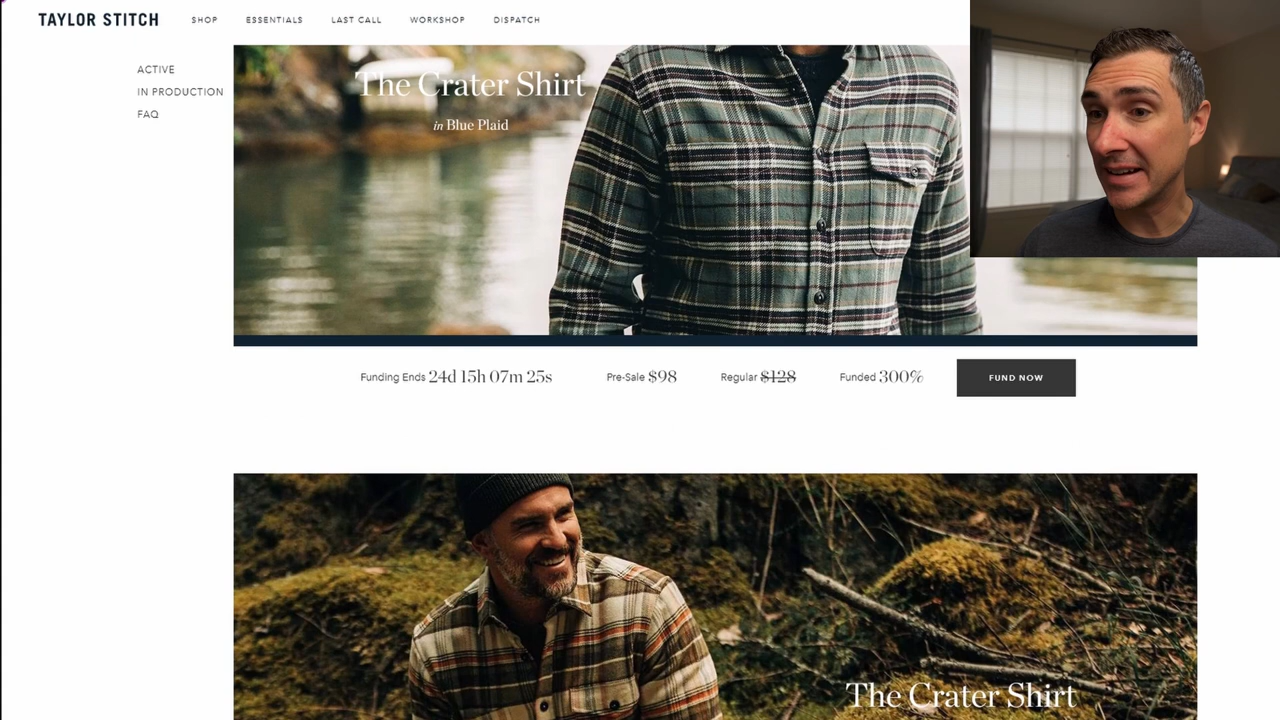 TAYLOR STITCH SHOP ESSENTIALS LAST CALL WORKSHOP DISPATCH
ACTIVE
IN PRODUCTION
FAQ
The Crater Shirt
in Blue Plaid
Funding Ends 24d 15h 07m 25s Pre-Sale $98 Regular $128 Funded 300% FUND NOW
The Crater Shirt